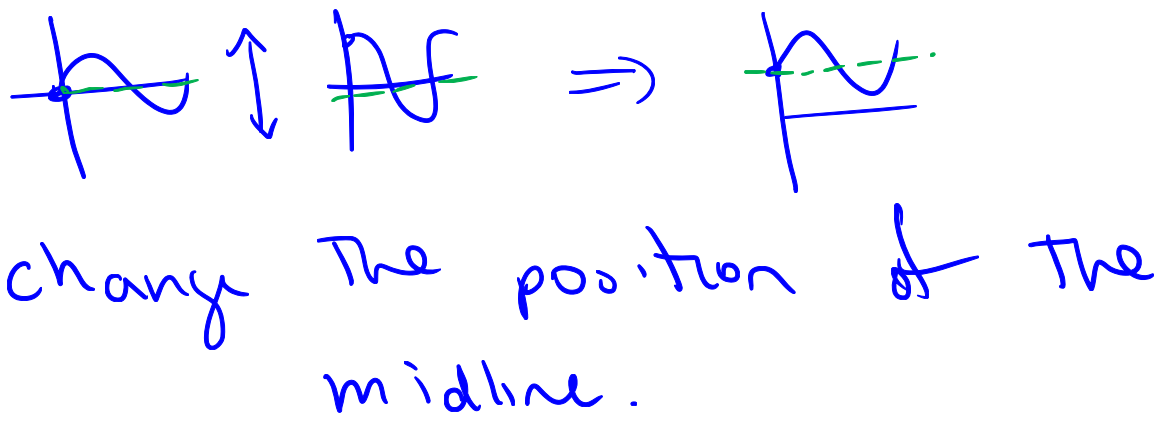 change the position of the
midline.